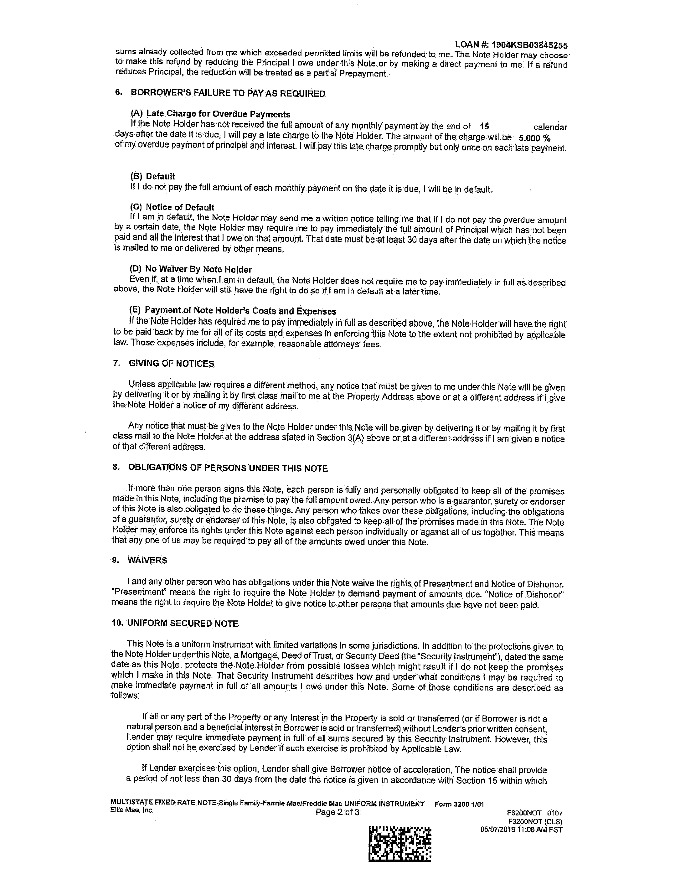 LOAN #: 1904KSB03845255
sums already collected from me which exceeded permitted limits will be refunded to me. The Note Holder may choose
to make this refund by reducing the Principal I owe under this Note or by making a direct payment to me. If a refund
reduces Principal, the reduction will be treated as a partial Prepayment.
6. BORROWER'S FAILURE TO PAY AS REQUIRED
(A) Late Charge for Overdue Payments
If the Note Holder has not received the full amount of any monthly payment by the end of 15 calendar
days after the date it is due, I will pay a late charge to the Note Holder. The amount of the charge will be 5.000 %
of my overdue payment of principal and interest. I will pay this late charge promptly but only once on each late payment.
(B) Default
If I do not pay the full amount of each monthly payment on the date it is due, I will be in default.
(C) Notice of Default
If I am in default, the Note Holder may send me a written notice telling me that if I do not pay the overdue amount
by a certain date, the Note Holder may require me to pay immediately the full amount of Principal which has not been
paid and all the interest that I owe on that amount. That date must be at least 30 days after the date on which the notice
is mailed to me or delivered by other means.
(D) No Waiver By Note Holder
Even if, at a time when I am in default, the Note Holder does not require me to pay immediately in full as described
above, the Note Holder will still have the right to do so if I am in default at a later time.
(E) Payment of Note Holder's Costs and Expenses
If the Note Holder has required me to pay immediately in full as described above, the Note Holder will have the right
to be paid back by me for all of its costs and expenses in enforcing this Note to the extent not prohibited by applicable
law. Those expenses include, for example, reasonable attorneys' fees.
7. GIVING OF NOTICES
Unless applicable law requires a different method, any notice that must be given to me under this Note will be given
by delivering it or by mailing it by first class mail to me at the Property Address above or at a different address if I give
the Note Holder a notice of my different address.
Any notice that must be given to the Note Holder under this Note will be given by delivering it or by mailing it by first
class mail to the Note Holder at the address stated in Section 3(A) above or at a different address if I am given a notice
of that different address.
8. OBLIGATIONS OF PERSONS UNDER THIS NOTE
If more than one person signs this Note, each person is fully and personally obligated to keep all of the promises
made in this Note, including the promise to pay the full amount owed. Any person who is a guarantor, surety or endorser
of this Note is also obligated to do these things. Any person who takes over these obligations, including the obligations
of a guarantor, surety or endorser of this Note, is also obligated to keep all of the promises made in this Note. The Note
Holder may enforce its rights under this Note against each person individually or against all of us together. This means
that any one of us may be required to pay all of the amounts owed under this Note.
9. WAIVERS
I and any other person who has obligations under this Note waive the rights of Presentment and Notice of Dishonor.
"Presentment" means the right to require the Note Holder to demand payment of amounts due. "Notice of Dishonor"
means the right to require the Note Holder to give notice to other persons that amounts due have not been paid.
10. UNIFORM SECURED NOTE
This Note is a uniform instrument with limited variations in some jurisdictions. In addition to the protections given to
the Note Holder under this Note, a Mortgage, Deed of Trust, or Security Deed (the "Security Instrument"), dated the same
date as this Note, protects the Note Holder from possible losses which might result if I do not keep the promises
which I make in this Note. That Security Instrument describes how and under what conditions I may be required to
make immediate payment in full of all amounts I owe under this Note. Some of those conditions are described as
follows:
If all or any part of the Property or any Interest in the Property is sold or transferred (or if Borrower is not a
natural person and a beneficial interest in Borrower is sold or transferred) without Lender's prior written consent,
Lender may require immediate payment in full of all sums secured by this Security Instrument. However, this
option shall not be exercised by Lender if such exercise is prohibited by Applicable Law.
If Lender exercises this option, Lender shall give Borrower notice of acceleration. The notice shall provide
a period of not less than 30 days from the date the notice is given in accordance with Section 15 within which
MULTISTATE FIXED RATE NOTE-Single Family-Fannie Mae/Freddie Mac UNIFORM INSTRUMENT Form 3200 1/01
Ellie Mae, Inc. Page 2 of 3 F3200NOT 0107
F3200NOT (CLS)
05/07/2019 11:08 AM PST